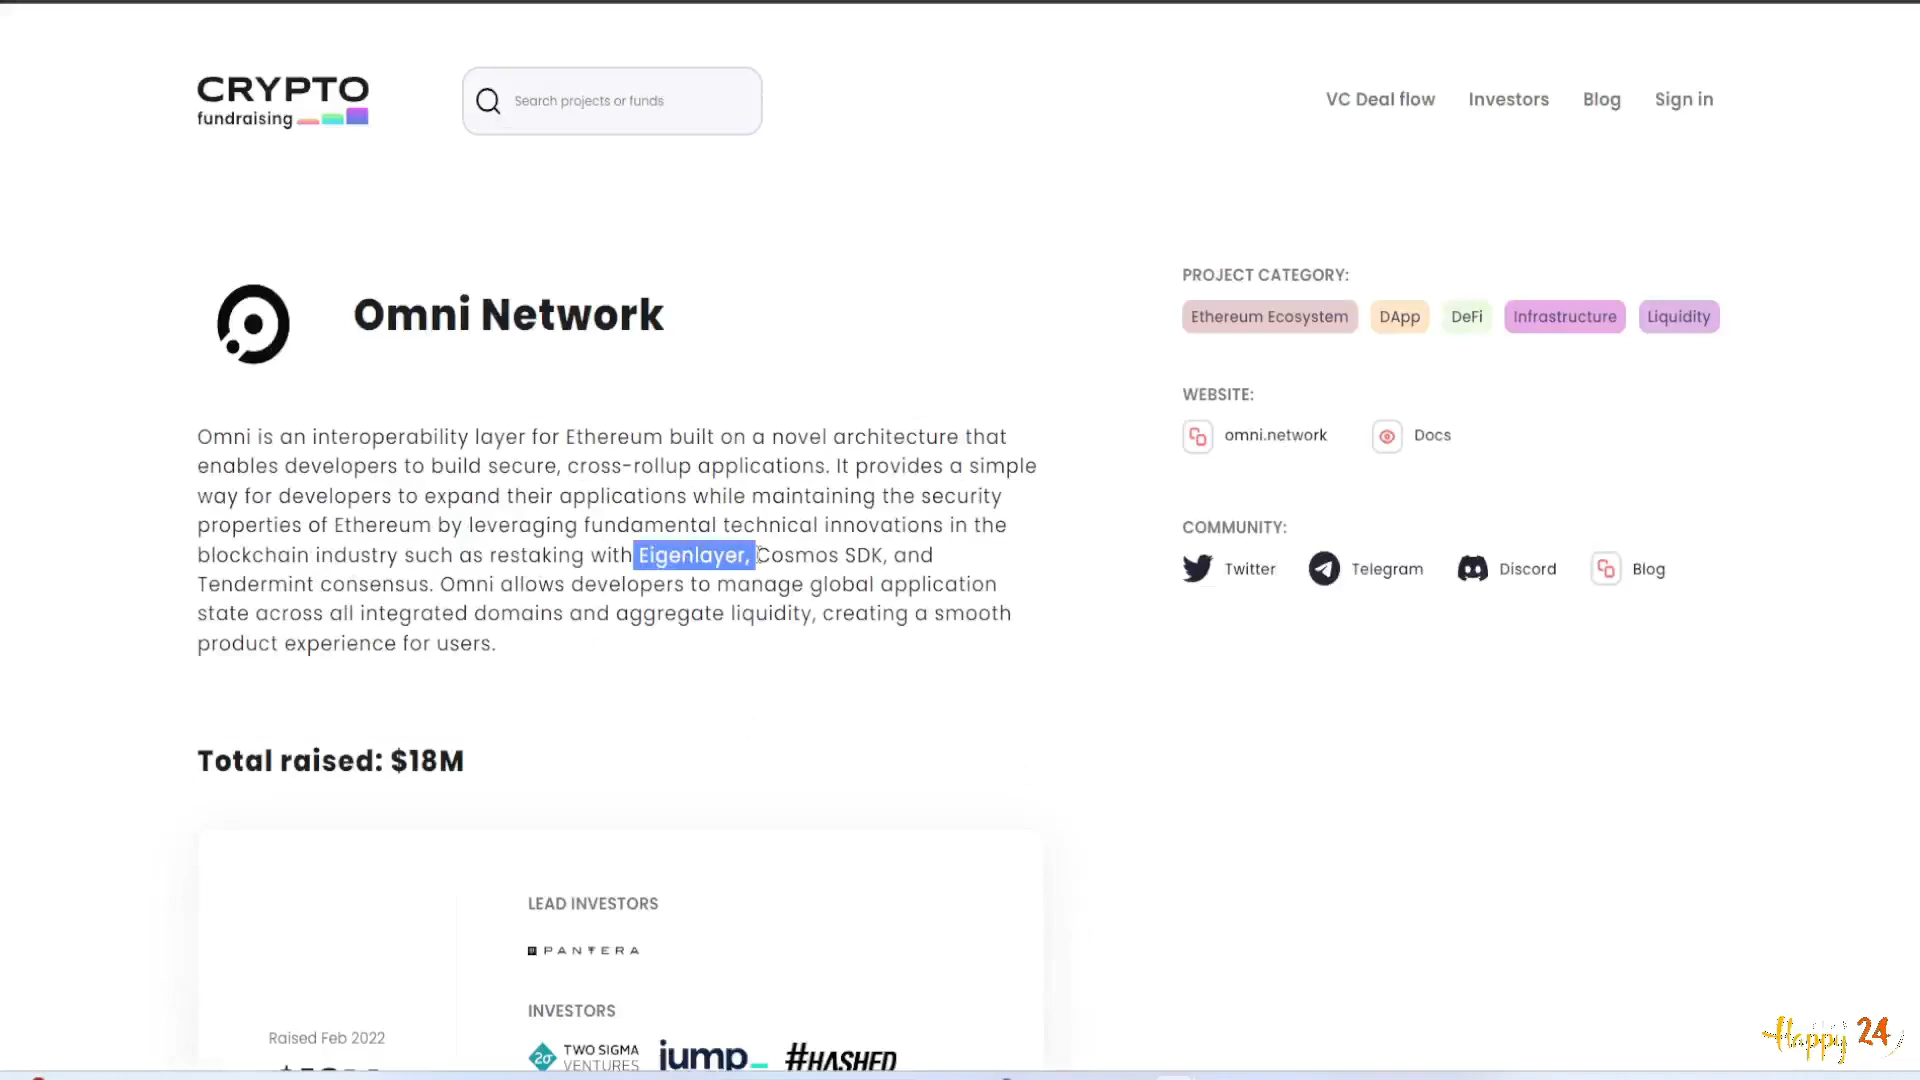 CRYPTO
fundraising
Search projects or funds
VC Deal flow
Investors
Blog
Sign in
Omni Network
Omni is an interoperability layer for Ethereum built on a novel architecture that
enables developers to build secure, cross-rollup applications. It provides a simple
way for developers to expand their applications while maintaining the security
properties of Ethereum by leveraging fundamental technical innovations in the
blockchain industry such as restaking with Eigenlayer, Cosmos SDK, and
Tendermint consensus. Omni allows developers to manage global application
state across all integrated domains and aggregate liquidity, creating a smooth
product experience for users.
Total raised: $18M
LEAD INVESTORS
PANTERA
INVESTORS
Raised Feb 2022
2σ TWO SIGMA
VENTURES
jump_
#HASHED
PROJECT CATEGORY:
Ethereum Ecosystem
DApp
DeFi
Infrastructure
Liquidity
WEBSITE:
omni.network
Docs
COMMUNITY:
Twitter
Telegram
Discord
Blog
Happy 24